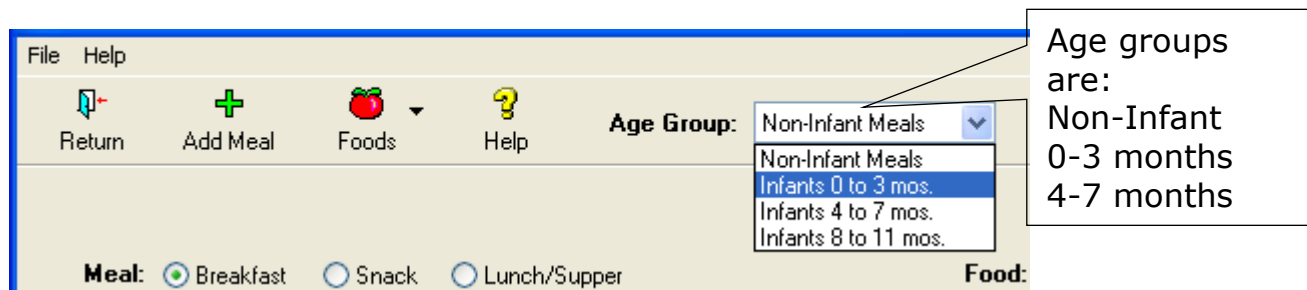 File Help
Return Add Meal Foods Help Age Group: Non-Infant Meals
Non-Infant Meals
Infants 0 to 3 mos.
Infants 4 to 7 mos.
Infants 8 to 11 mos.
Meal: Breakfast Snack Lunch/Supper Food:
Age groups
are:
Non-Infant
0-3 months
4-7 months